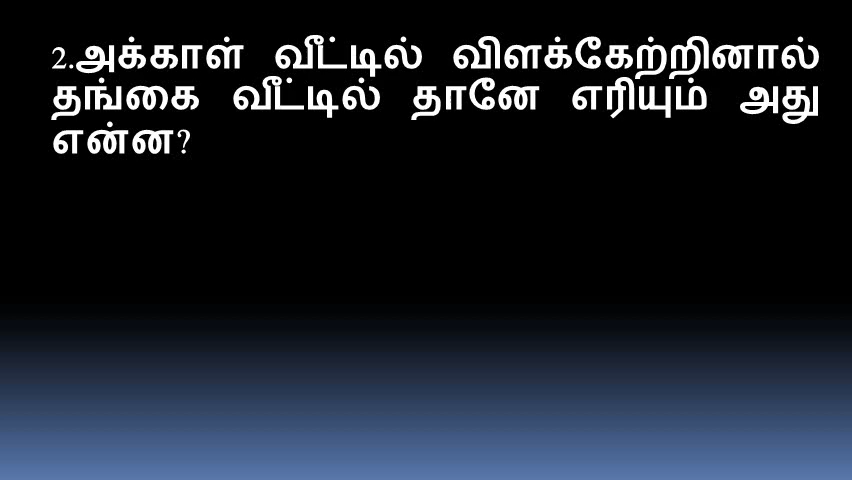 2.அக்காள் வீட்டில் விளக்கேற்றினால்
தங்கை வீட்டில் தானே எரியும் அது
என்ன?